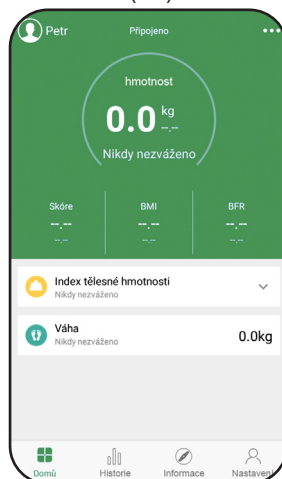 Petr
Připojeno
hmotnost
0.0 kg
--.--
Nikdy nezváženo
Skóre BMI BFR
--.-- --.-- --.--
--.-- --.-- --.--
Index tělesné hmotnosti
Nikdy nezváženo
Váha
Nikdy nezváženo
0.0kg
Domů Historie Informace Nastavení